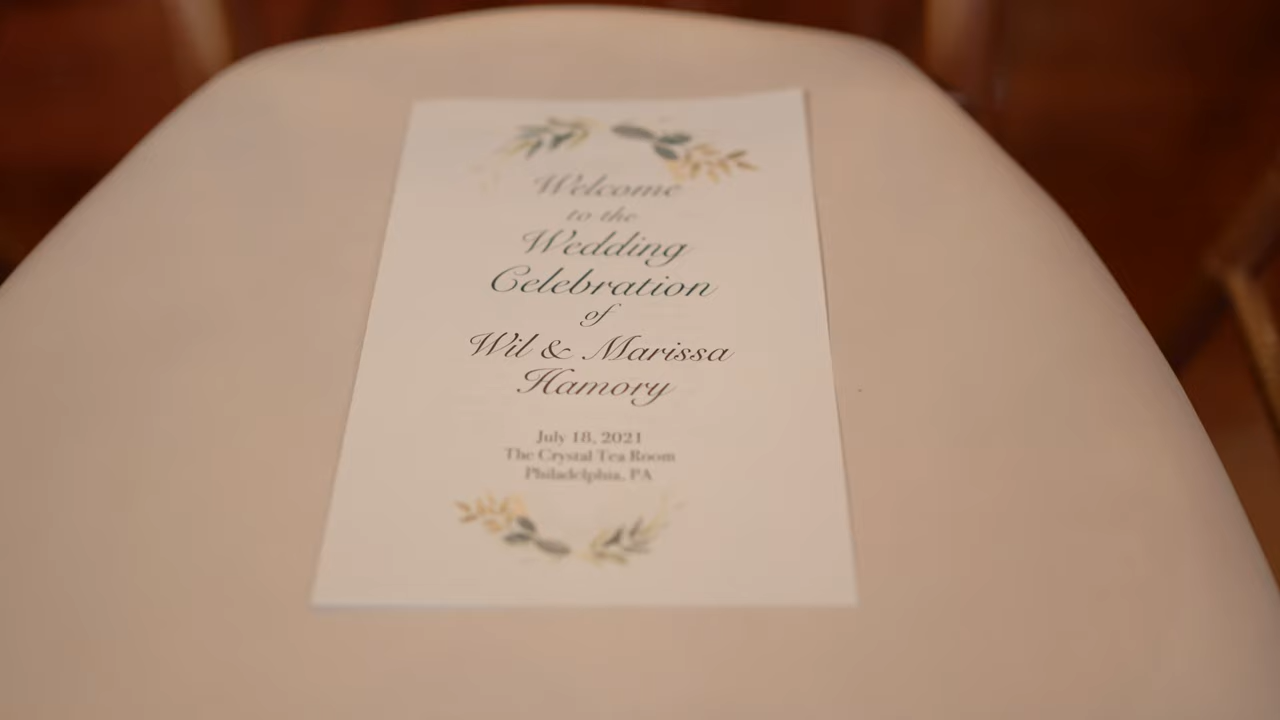 Welcome
to the
Wedding
Celebration
of
Wil & Marissa
Hamory
July 18, 2021
The Crystal Tea Room
Philadelphia, PA